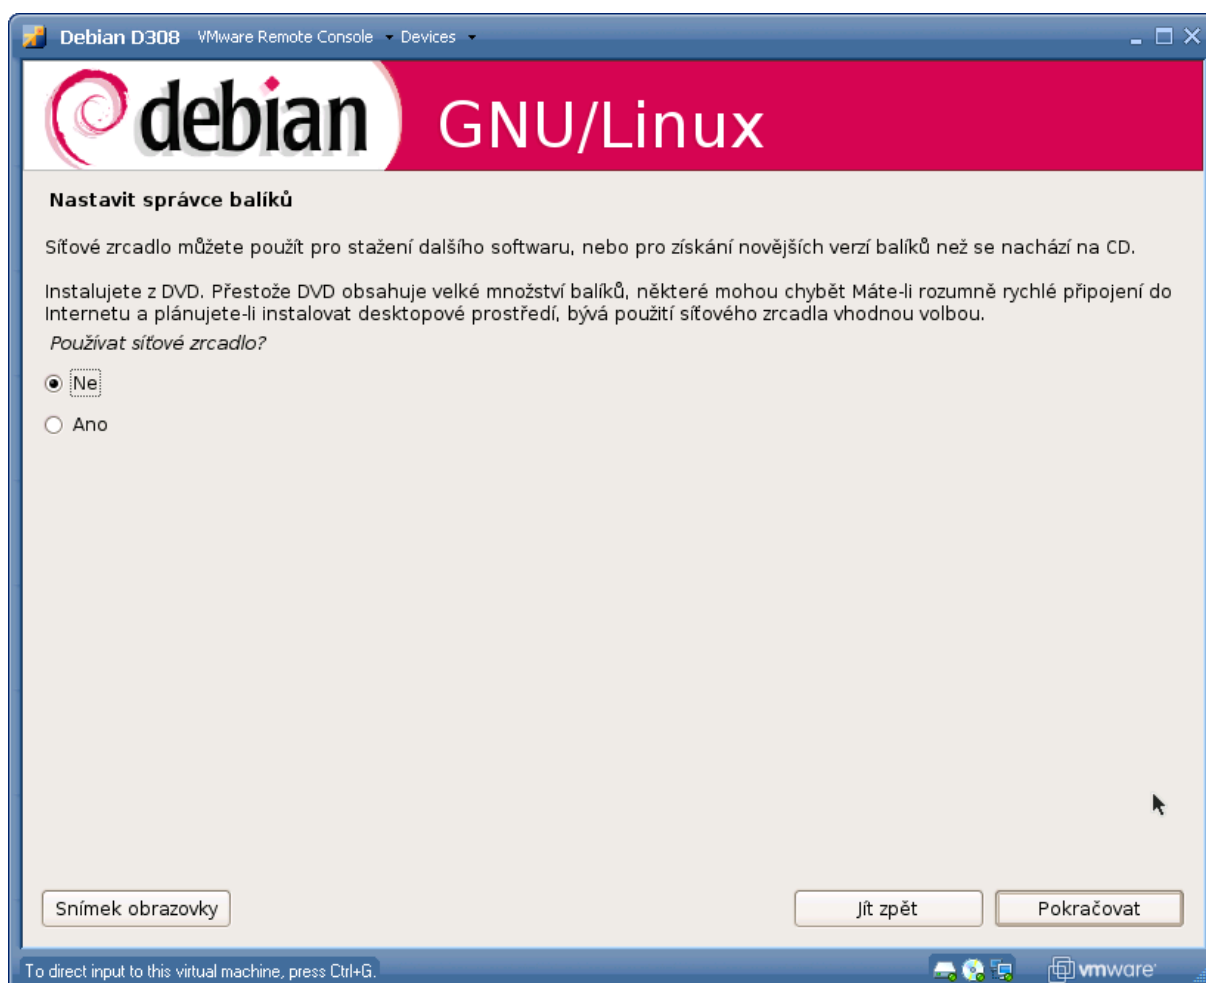 Debian D308 VMware Remote Console Devices
debian GNU/Linux
Nastavit správce balíků
Síťové zrcadlo můžete použít pro stažení dalšího softwaru, nebo pro získání novějších verzí balíků než se nachází na CD.
Instalujete z DVD. Přestože DVD obsahuje velké množství balíků, některé mohou chybět Máte-li rozumně rychlé připojení do
Internetu a plánujete-li instalovat desktopové prostředí, bývá použití síťového zrcadla vhodnou volbou.
Používat síťové zrcadlo?
Ne
Ano
Snímek obrazovky Jít zpět Pokračovat
To direct input to this virtual machine, press Ctrl+G. vmware